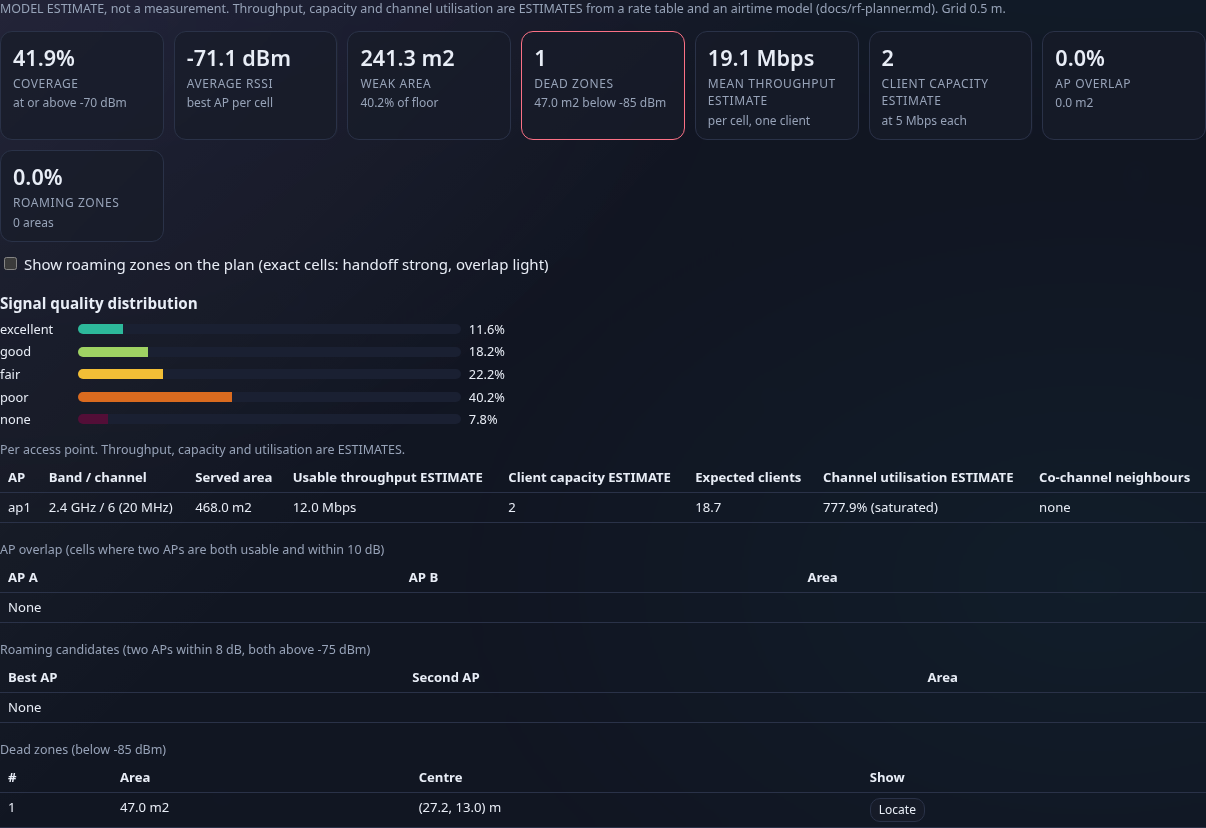 MODEL ESTIMATE, not a measurement. Throughput, capacity and channel utilisation are ESTIMATES from a rate table and an airtime model (docs/rf-planner.md). Grid 0.5 m.
41.9%
COVERAGE
at or above -70 dBm
-71.1 dBm
AVERAGE RSSI
best AP per cell
241.3 m2
WEAK AREA
40.2% of floor
1
DEAD ZONES
47.0 m2 below -85 dBm
19.1 Mbps
MEAN THROUGHPUT
ESTIMATE
per cell, one client
2
CLIENT CAPACITY
ESTIMATE
at 5 Mbps each
0.0%
AP OVERLAP
0.0 m2
0.0%
ROAMING ZONES
0 areas
Show roaming zones on the plan (exact cells: handoff strong, overlap light)
Signal quality distribution
excellent 11.6%
good 18.2%
fair 22.2%
poor 40.2%
none 7.8%
Per access point. Throughput, capacity and utilisation are ESTIMATES.
AP Band / channel Served area Usable throughput ESTIMATE Client capacity ESTIMATE Expected clients Channel utilisation ESTIMATE Co-channel neighbours
ap1 2.4 GHz / 6 (20 MHz) 468.0 m2 12.0 Mbps 2 18.7 777.9% (saturated) none
AP overlap (cells where two APs are both usable and within 10 dB)
AP A AP B Area
None
Roaming candidates (two APs within 8 dB, both above -75 dBm)
Best AP Second AP Area
None
Dead zones (below -85 dBm)
# Area Centre Show
1 47.0 m2 (27.2, 13.0) m Locate